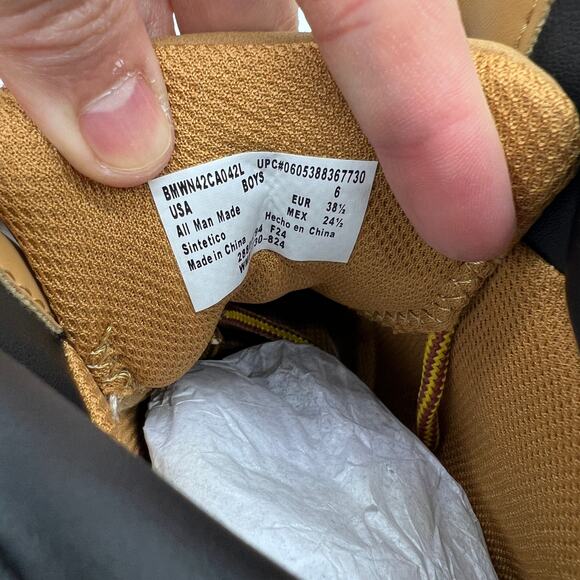 BMWN42CA042L UPC#0605388367730
USA BOYS 6
All Man Made EUR 38½
Sintetico MEX 24½
Made in China Hecho en China
F24